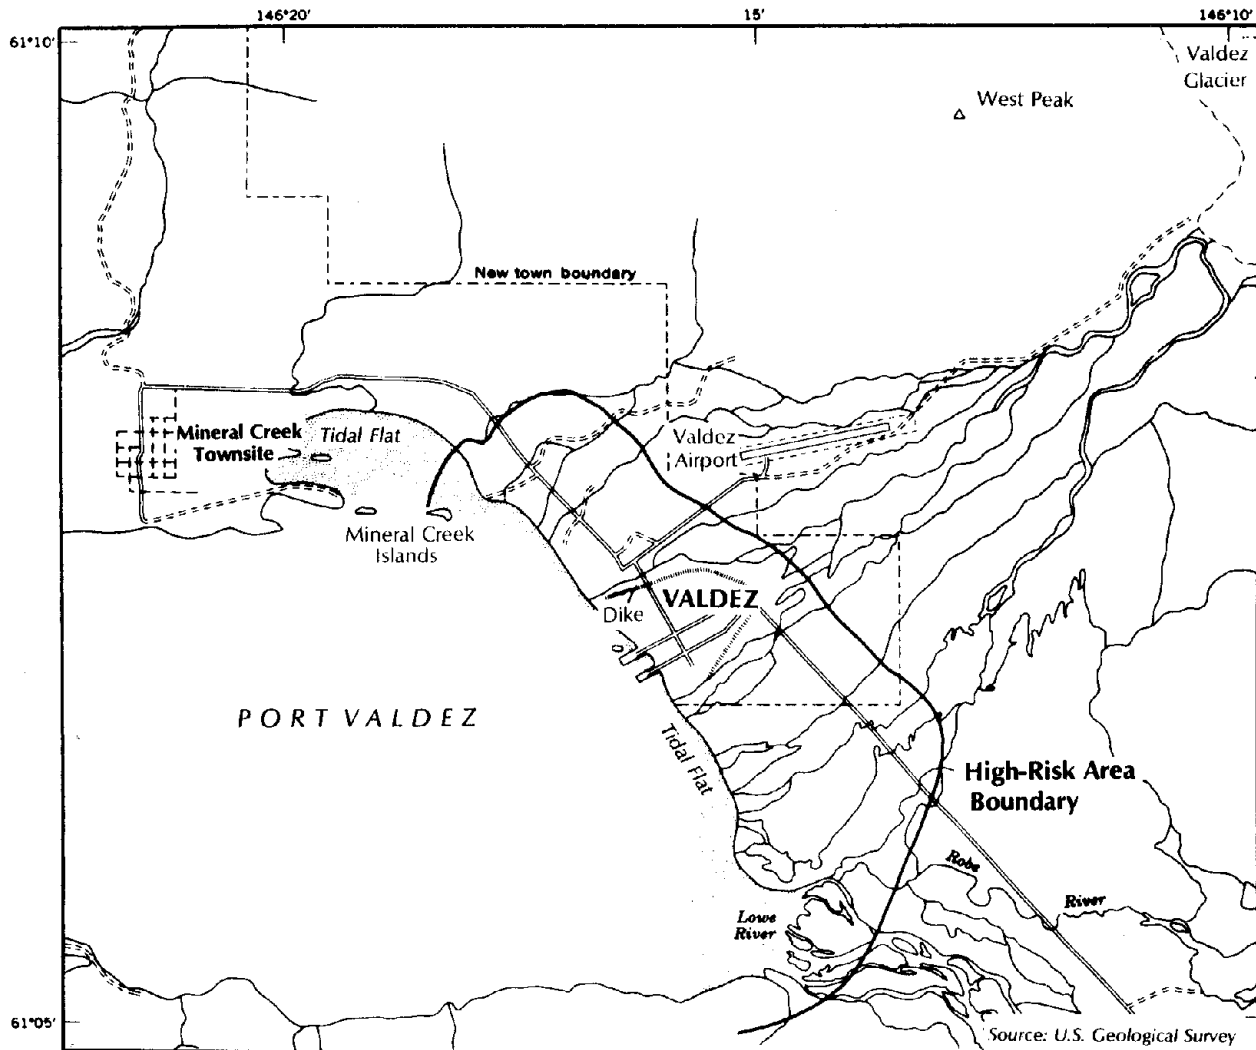 146°20'
15'
146°10'
61°10'
Valdez
Glacier
West Peak
New town boundary
Mineral Creek
Townsite
Tidal Flat
Valdez
Airport
Mineral Creek
Islands
VALDEZ
Dike
PORT VALDEZ
Tidal Flat
High-Risk Area
Boundary
Robe
River
Lowe
River
61°05'
Source: U.S. Geological Survey